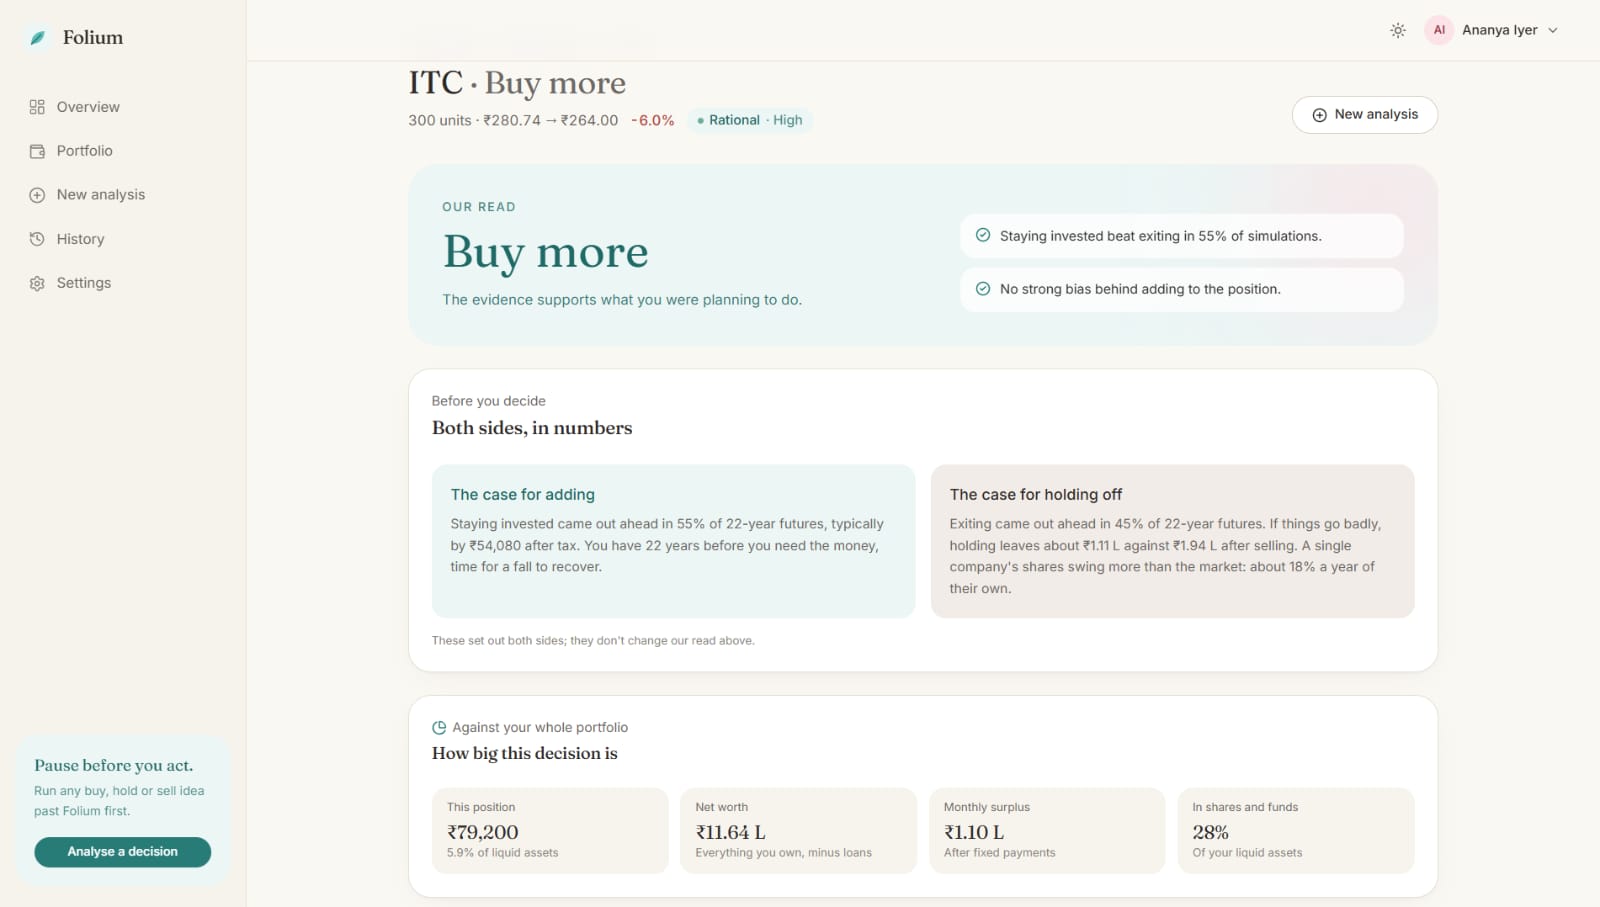 Folium
AI Ananya Iyer
Overview
Portfolio
New analysis
History
Settings
ITC · Buy more
300 units · ₹280.74 → ₹264.00 -6.0% Rational · High
New analysis
OUR READ
Buy more
The evidence supports what you were planning to do.
Staying invested beat exiting in 55% of simulations.
No strong bias behind adding to the position.
Before you decide
Both sides, in numbers
The case for adding
Staying invested came out ahead in 55% of 22-year futures, typically
by ₹54,080 after tax. You have 22 years before you need the money,
time for a fall to recover.
The case for holding off
Exiting came out ahead in 45% of 22-year futures. If things go badly,
holding leaves about ₹1.11 L against ₹1.94 L after selling. A single
company's shares swing more than the market: about 18% a year of
their own.
These set out both sides; they don't change our read above.
Against your whole portfolio
How big this decision is
This position
₹79,200
5.9% of liquid assets
Net worth
₹11.64 L
Everything you own, minus loans
Monthly surplus
₹1.10 L
After fixed payments
In shares and funds
28%
Of your liquid assets
Pause before you act.
Run any buy, hold or sell idea
past Folium first.
Analyse a decision